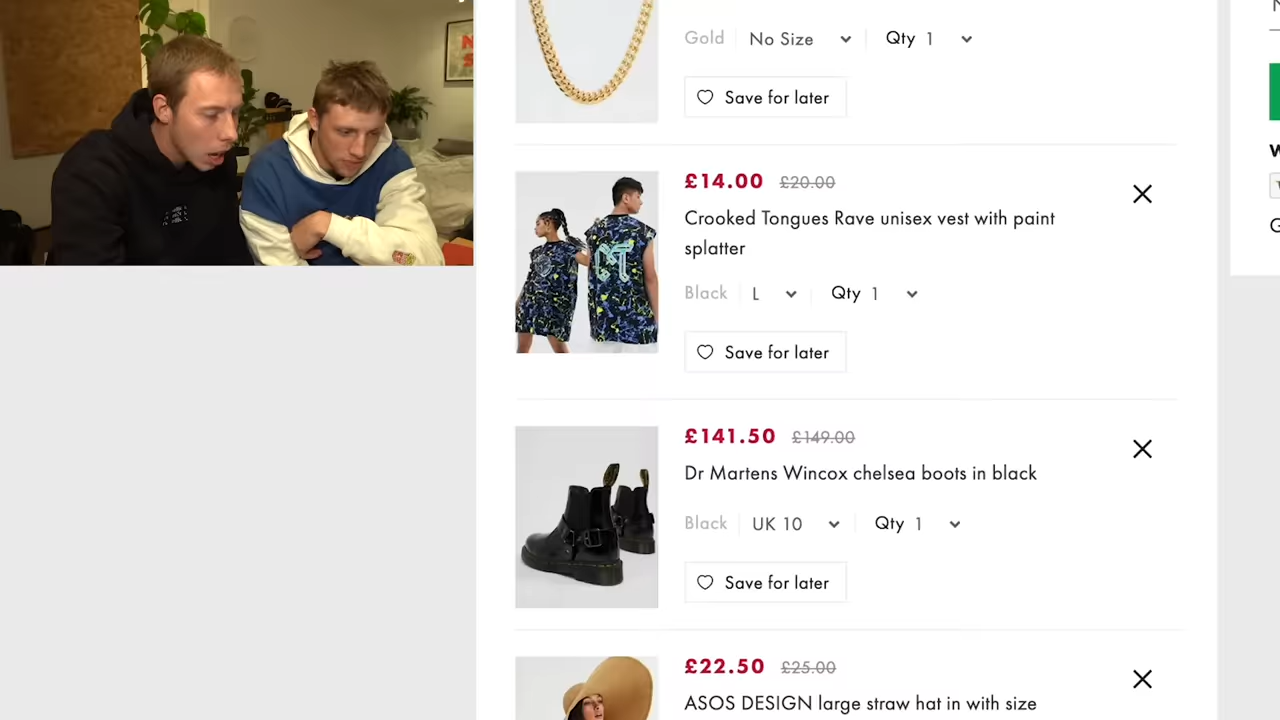 Gold No Size Qty 1
Save for later
£14.00 £20.00
Crooked Tongues Rave unisex vest with paint
splatter
Black L Qty 1
Save for later
£141.50 £149.00
Dr Martens Wincox chelsea boots in black
Black UK 10 Qty 1
Save for later
£22.50 £25.00
ASOS DESIGN large straw hat in with size